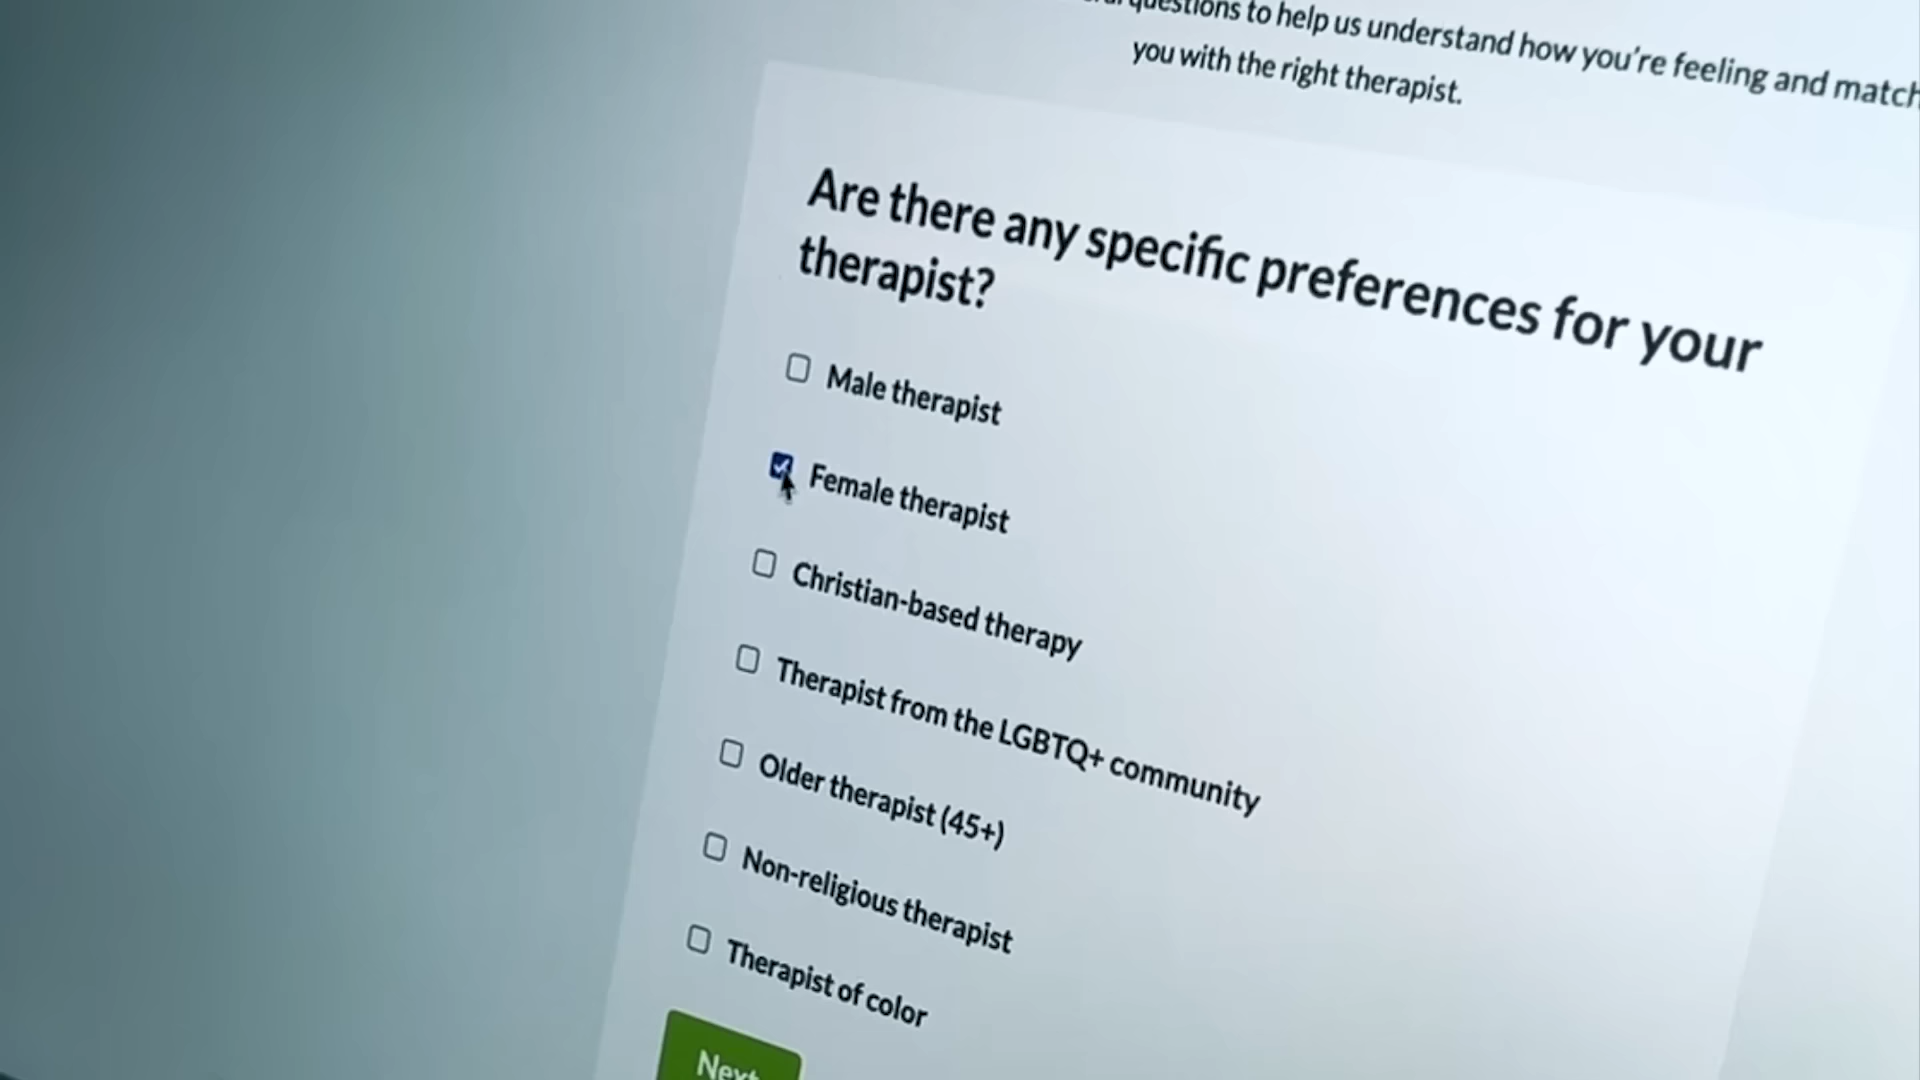 questions to help us understand how you're feeling and match
you with the right therapist.
Are there any specific preferences for your
therapist?
Male therapist
Female therapist
Christian-based therapy
Therapist from the LGBTQ+ community
Older therapist (45+)
Non-religious therapist
Therapist of color
Next